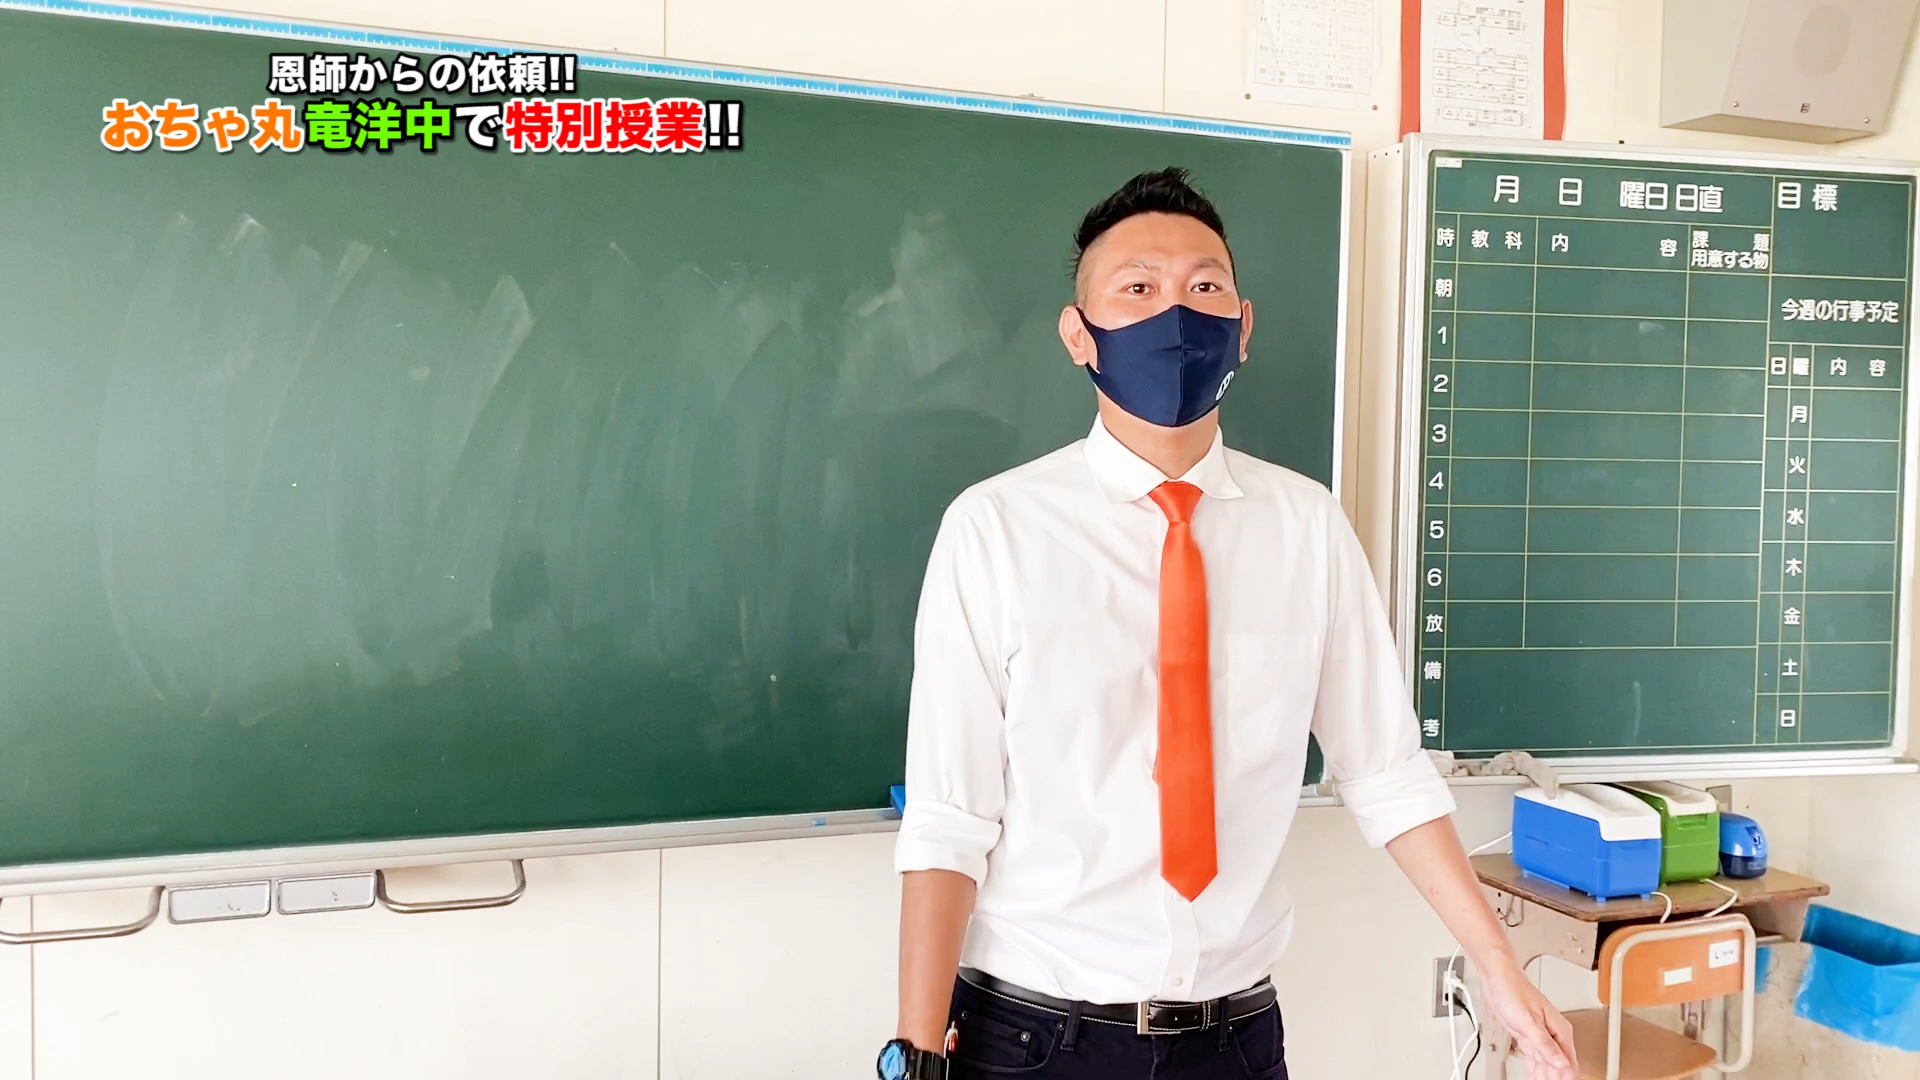 恩師からの依頼!!
おちゃ丸竜洋中で特別授業!!
月 日 曜日 日直
目標
時 教科 内容 課題
用意する物
朝
1
2
3
4
5
6
放
備考
今週の行事予定
日 曜 内容
月
火
水
木
金
土
日